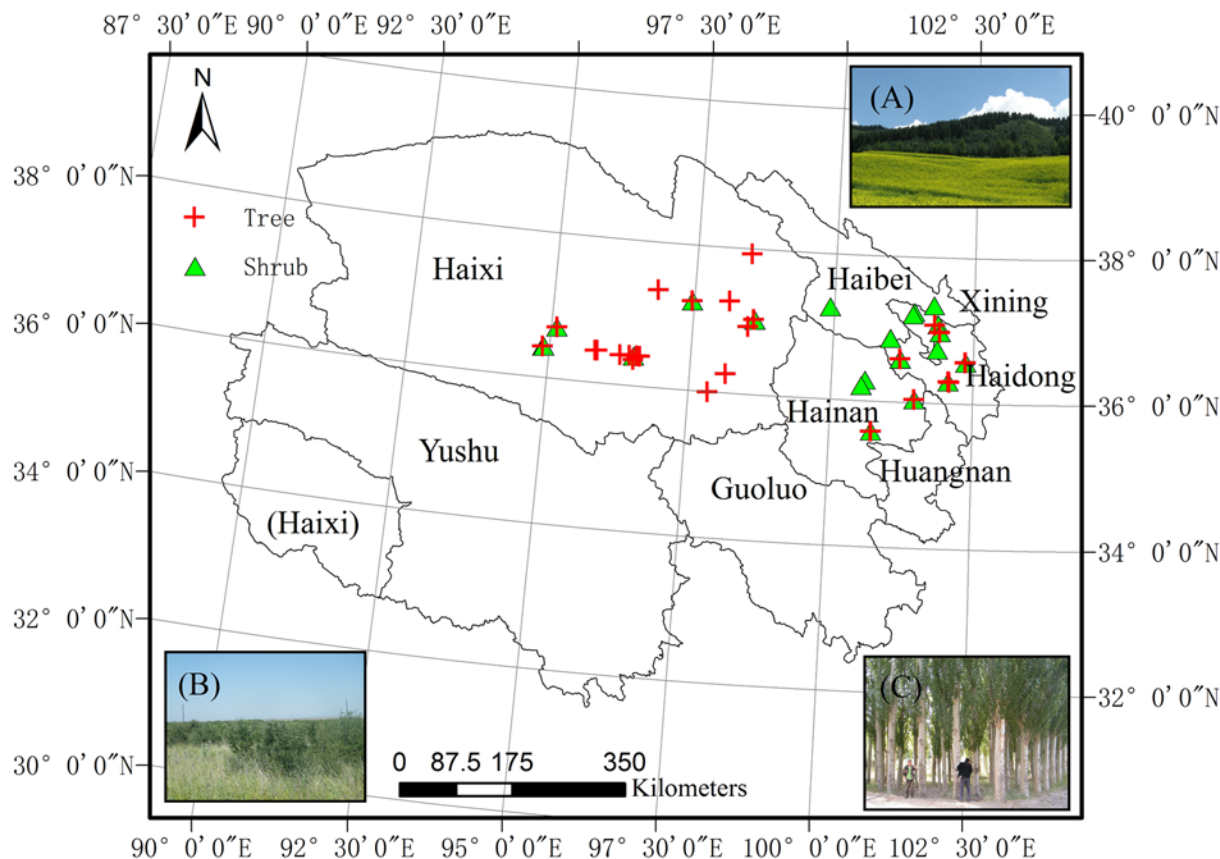 87° 30′0″E 90° 0′0″E 92° 30′0″E 97° 30′0″E 102° 30′0″E
N
(A)
40° 0′0″N
38° 0′0″N
Tree
Shrub
Haixi
Haibei
38° 0′0″N
Xining
36° 0′0″N
Haidong
Hainan
36° 0′0″N
Yushu
Guoluo
Huangnan
34° 0′0″N
(Haixi)
34° 0′0″N
32° 0′0″N
(B)
(C)
32° 0′0″N
0 87.5 175 350
Kilometers
30° 0′0″N
90° 0′0″E 92° 30′0″E 95° 0′0″E 97° 30′0″E 100° 0′0″E 102° 30′0″E